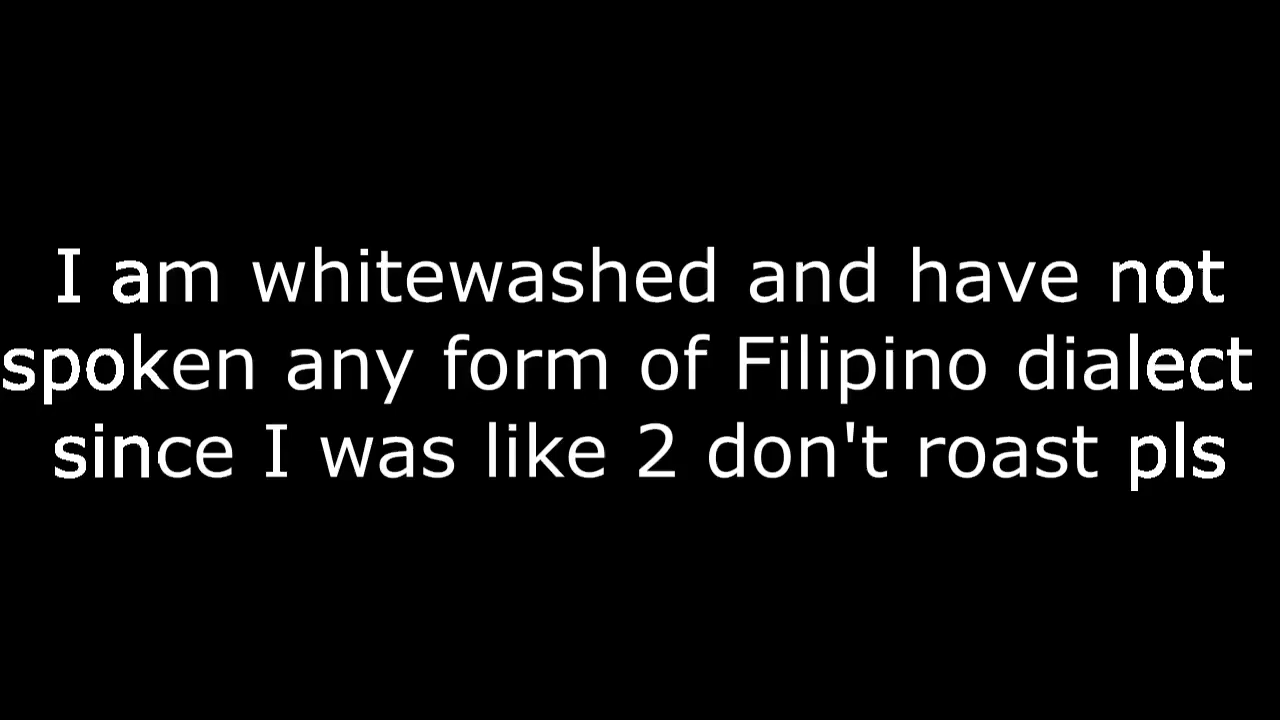 I am whitewashed and have not
spoken any form of Filipino dialect
since I was like 2 don't roast pls